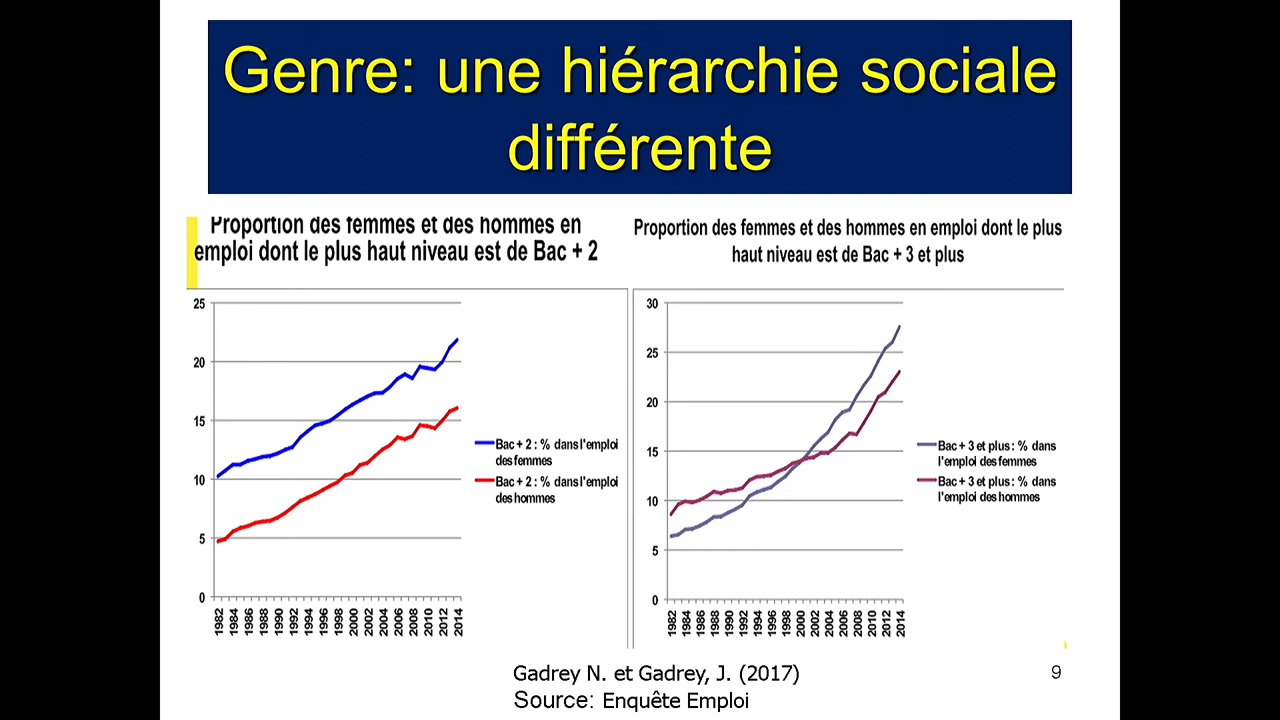 Genre: une hiérarchie sociale
différente
Proportion des femmes et des hommes en
emploi dont le plus haut niveau est de Bac + 2
25
20
15
10
5
0
1982 1984 1986 1988 1990 1992 1994 1996 1998 2000 2002 2004 2006 2008 2010 2012 2014
Bac + 2 : % dans l'emploi
des femmes
Bac + 2 : % dans l'emploi
des hommes
Proportion des femmes et des hommes en emploi dont le plus
haut niveau est de Bac + 3 et plus
30
25
20
15
10
5
0
1982 1984 1986 1988 1990 1992 1994 1996 1998 2000 2002 2004 2006 2008 2010 2012 2014
Bac + 3 et plus : % dans
l'emploi des femmes
Bac + 3 et plus : % dans
l'emploi des hommes
Gadrey N. et Gadrey, J. (2017)
Source: Enquête Emploi
9